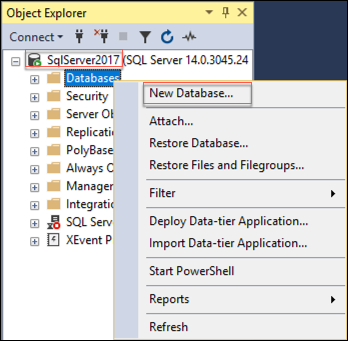 Object Explorer
Connect
SqlServer2017 (SQL Server 14.0.3045.24
Databases
Security
Server Ob
Replicatio
PolyBase
Always O
Managem
Integratio
SQL Serve
XEvent P
New Database...
Attach...
Restore Database...
Restore Files and Filegroups...
Filter
Deploy Data-tier Application...
Import Data-tier Application...
Start PowerShell
Reports
Refresh